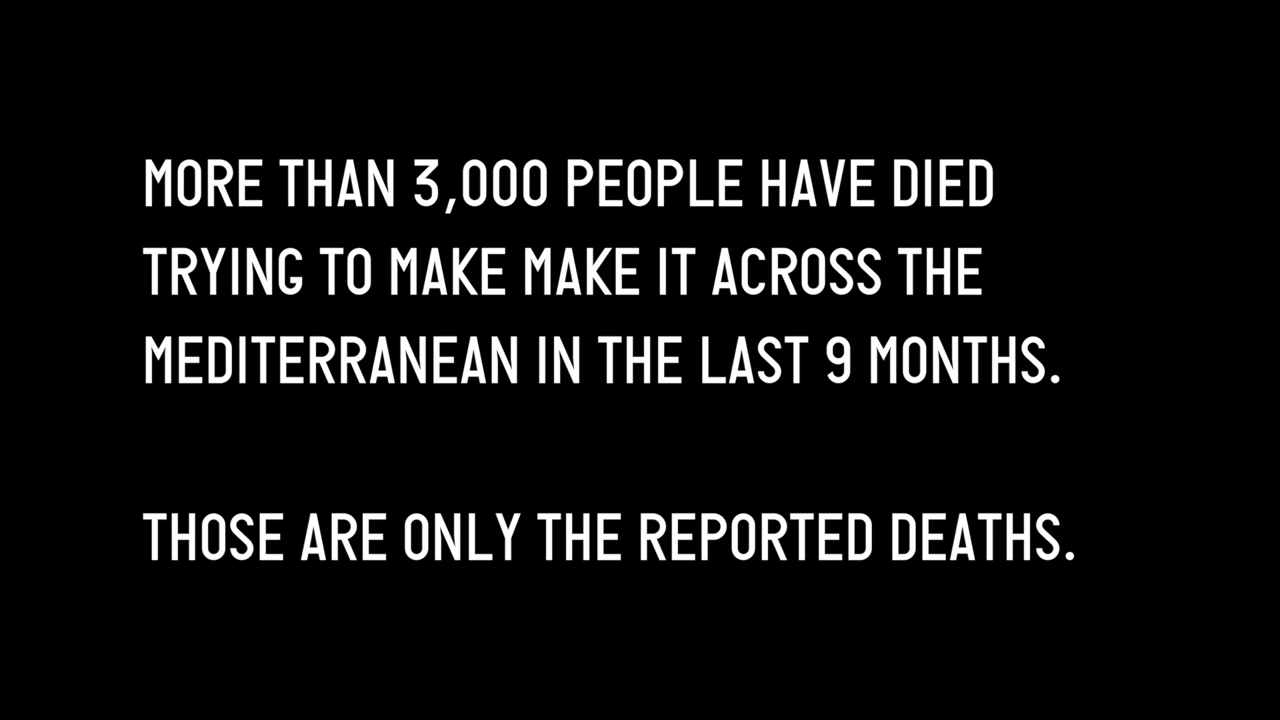 MORE THAN 3,000 PEOPLE HAVE DIED
TRYING TO MAKE MAKE IT ACROSS THE
MEDITERRANEAN IN THE LAST 9 MONTHS.
THOSE ARE ONLY THE REPORTED DEATHS.